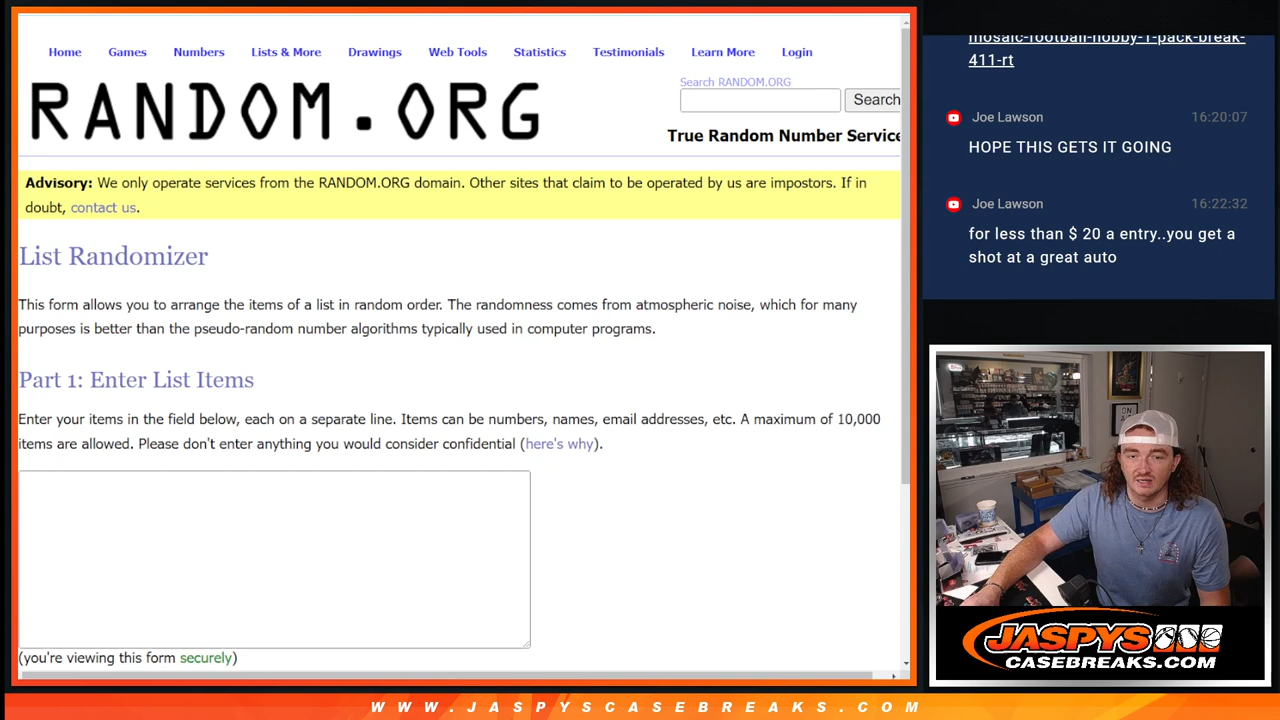 Home Games Numbers Lists & More Drawings Web Tools Statistics Testimonials Learn More Login
RANDOM.ORG
Search RANDOM.ORG
Search
True Random Number Service
Advisory: We only operate services from the RANDOM.ORG domain. Other sites that claim to be operated by us are impostors. If in
doubt, contact us.
List Randomizer
This form allows you to arrange the items of a list in random order. The randomness comes from atmospheric noise, which for many
purposes is better than the pseudo-random number algorithms typically used in computer programs.
Part 1: Enter List Items
Enter your items in the field below, each on a separate line. Items can be numbers, names, email addresses, etc. A maximum of 10,000
items are allowed. Please don't enter anything you would consider confidential (here's why).
(you're viewing this form securely)
mosaic-football-hobby-1-pack-break-
411-rt
Joe Lawson 16:20:07
HOPE THIS GETS IT GOING
Joe Lawson 16:22:32
for less than $ 20 a entry..you get a
shot at a great auto
JASPYS
CASEBREAKS.COM
WWW.JASPYSCASEBREAKS.COM